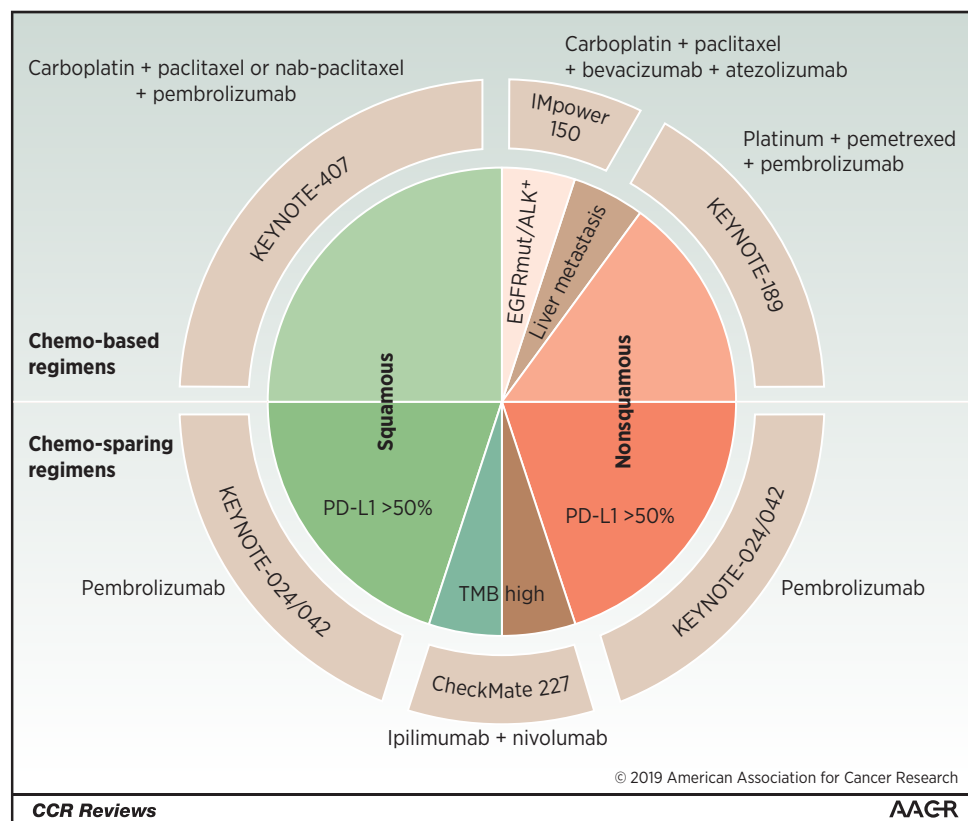 Carboplatin + paclitaxel or nab-paclitaxel
+ pembrolizumab
Carboplatin + paclitaxel
+ bevacizumab + atezolizumab
Platinum + pemetrexed
+ pembrolizumab
IMpower
150
KEYNOTE-407
KEYNOTE-189
EGFRmut/ALK+
Liver metastasis
Chemo-based
regimens
Squamous
Nonsquamous
Chemo-sparing
regimens
PD-L1 >50%
PD-L1 >50%
KEYNOTE-024/042
KEYNOTE-024/042
Pembrolizumab
TMB high
Pembrolizumab
CheckMate 227
Ipilimumab + nivolumab
© 2019 American Association for Cancer Research
CCR Reviews
AACR